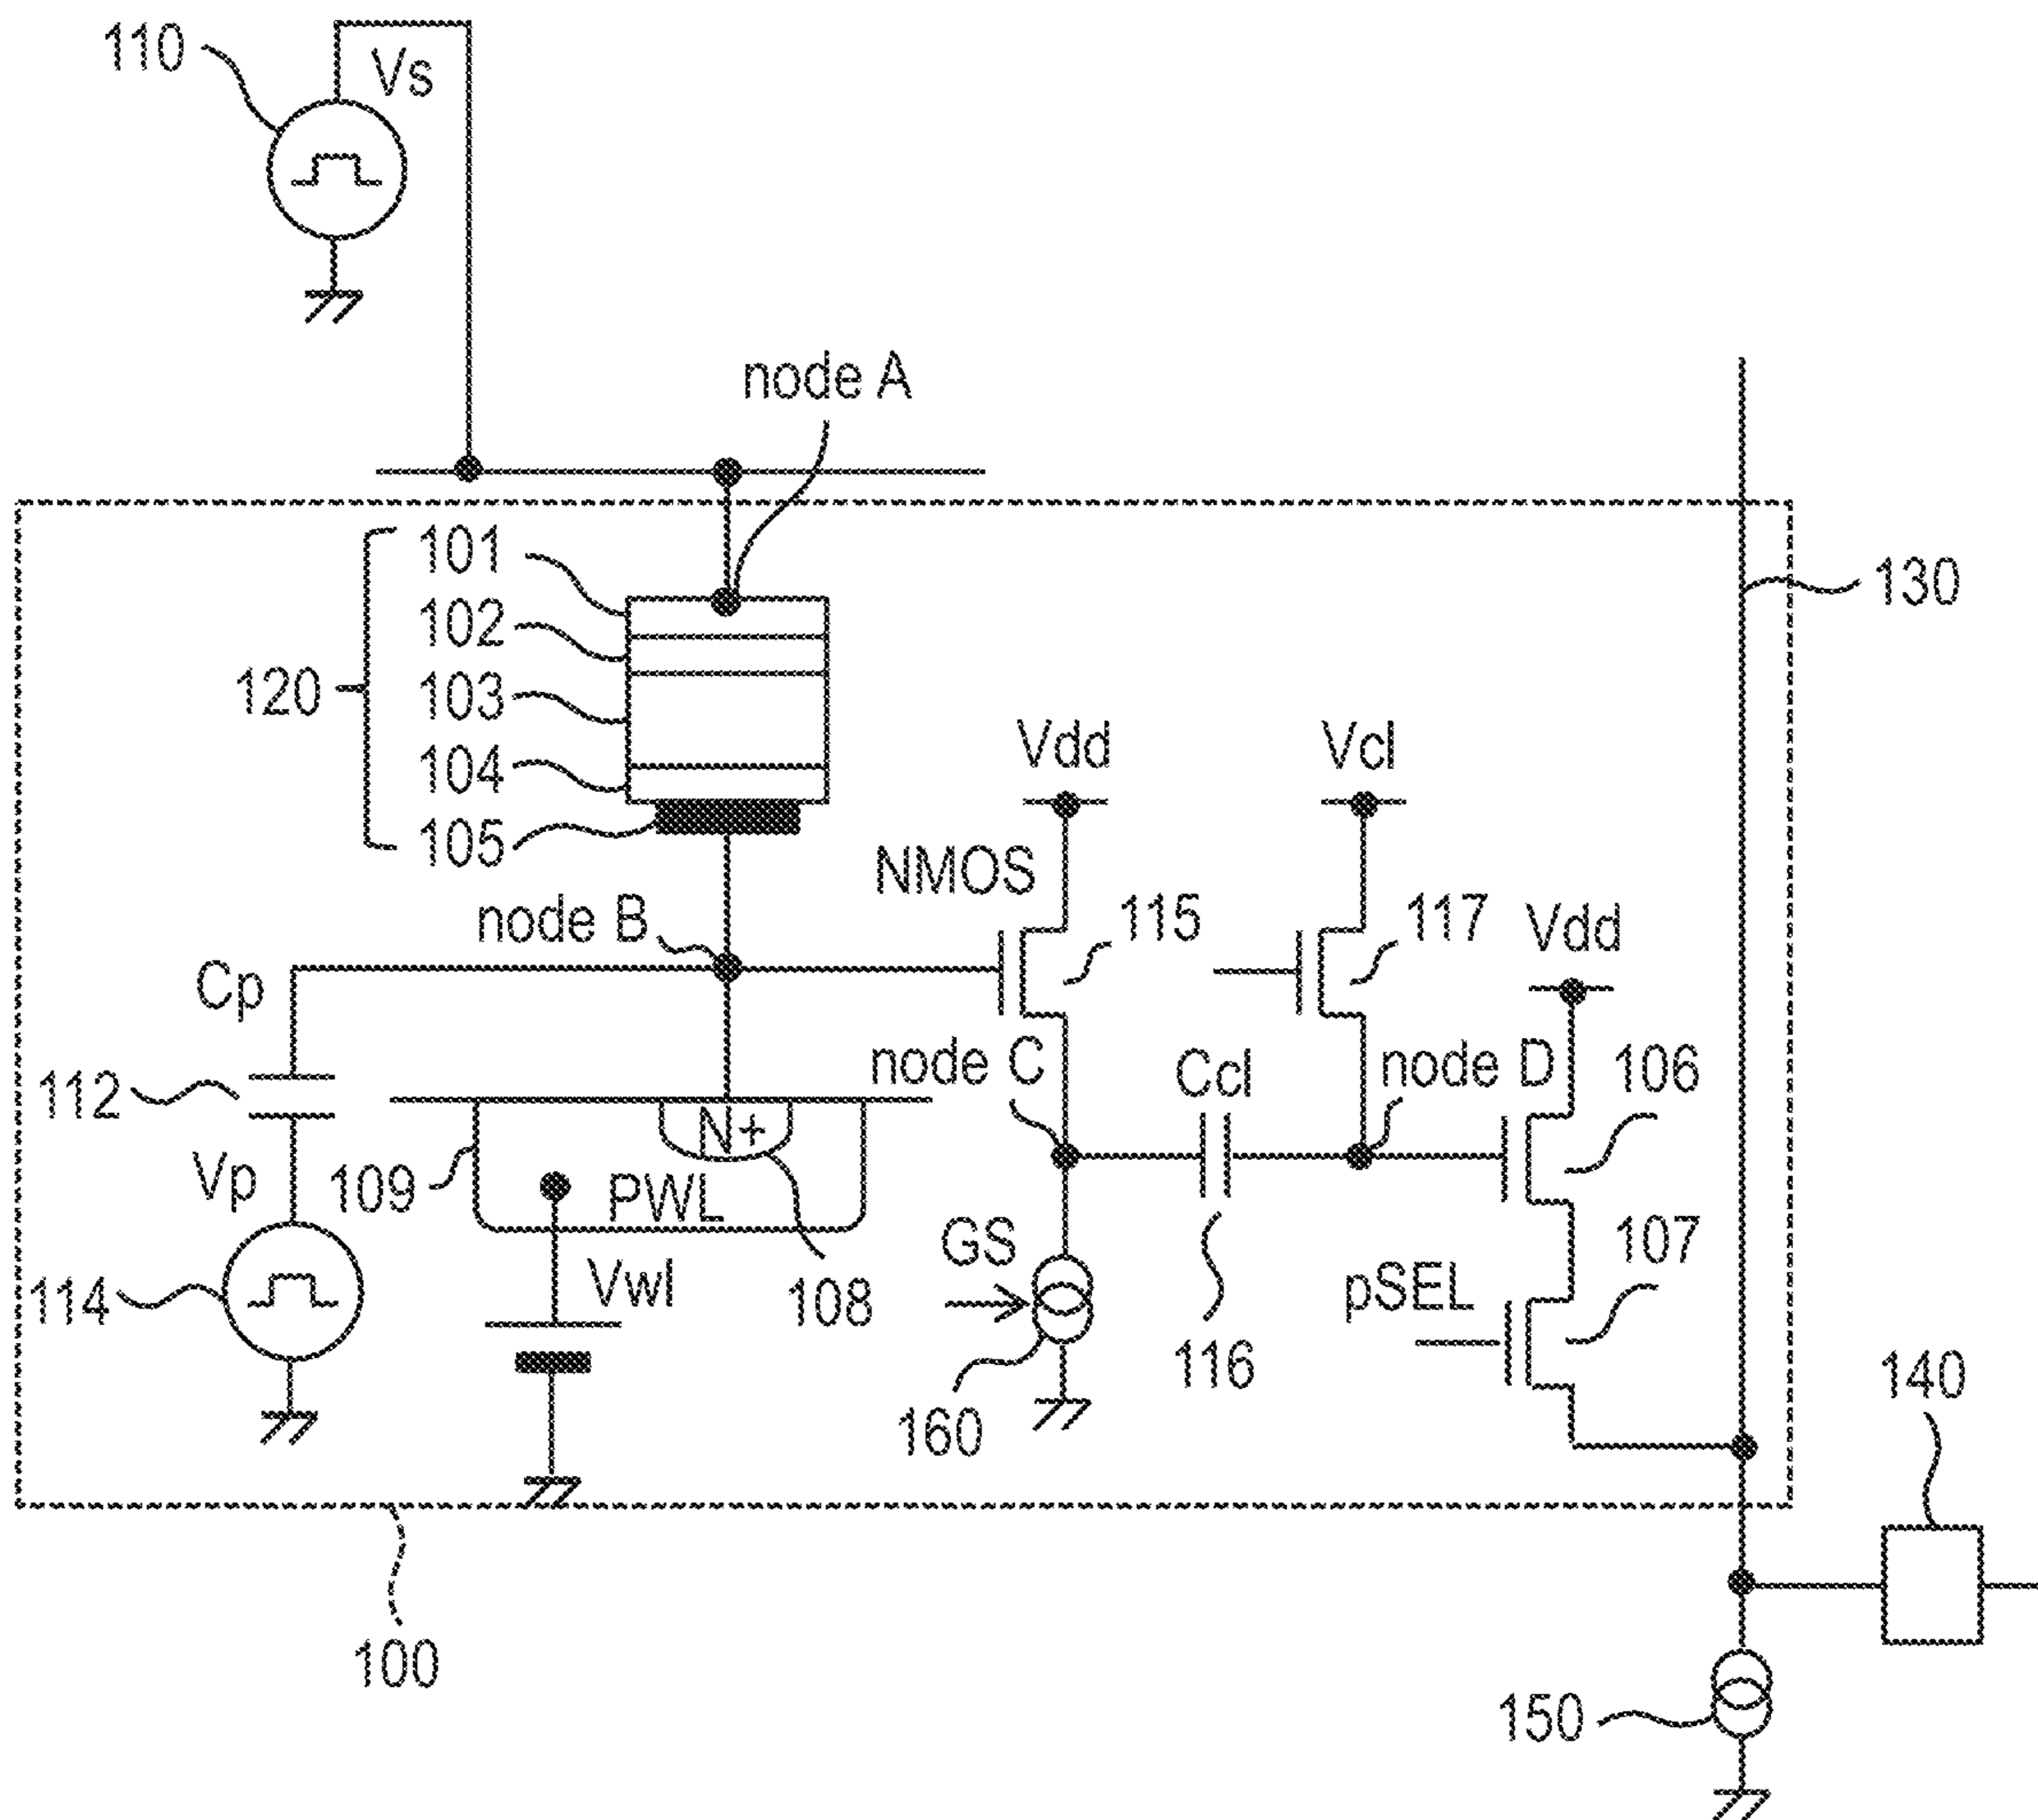 110
Vs
node A
101
102
103
104
105
120
130
Vdd
Vcl
NMOS
115
117
Vdd
node B
Cp
112
Vp
114
109
N+
PWL
Vwl
108
node C
Ccl
node D
106
GS
116
160
pSEL
107
140
100
150